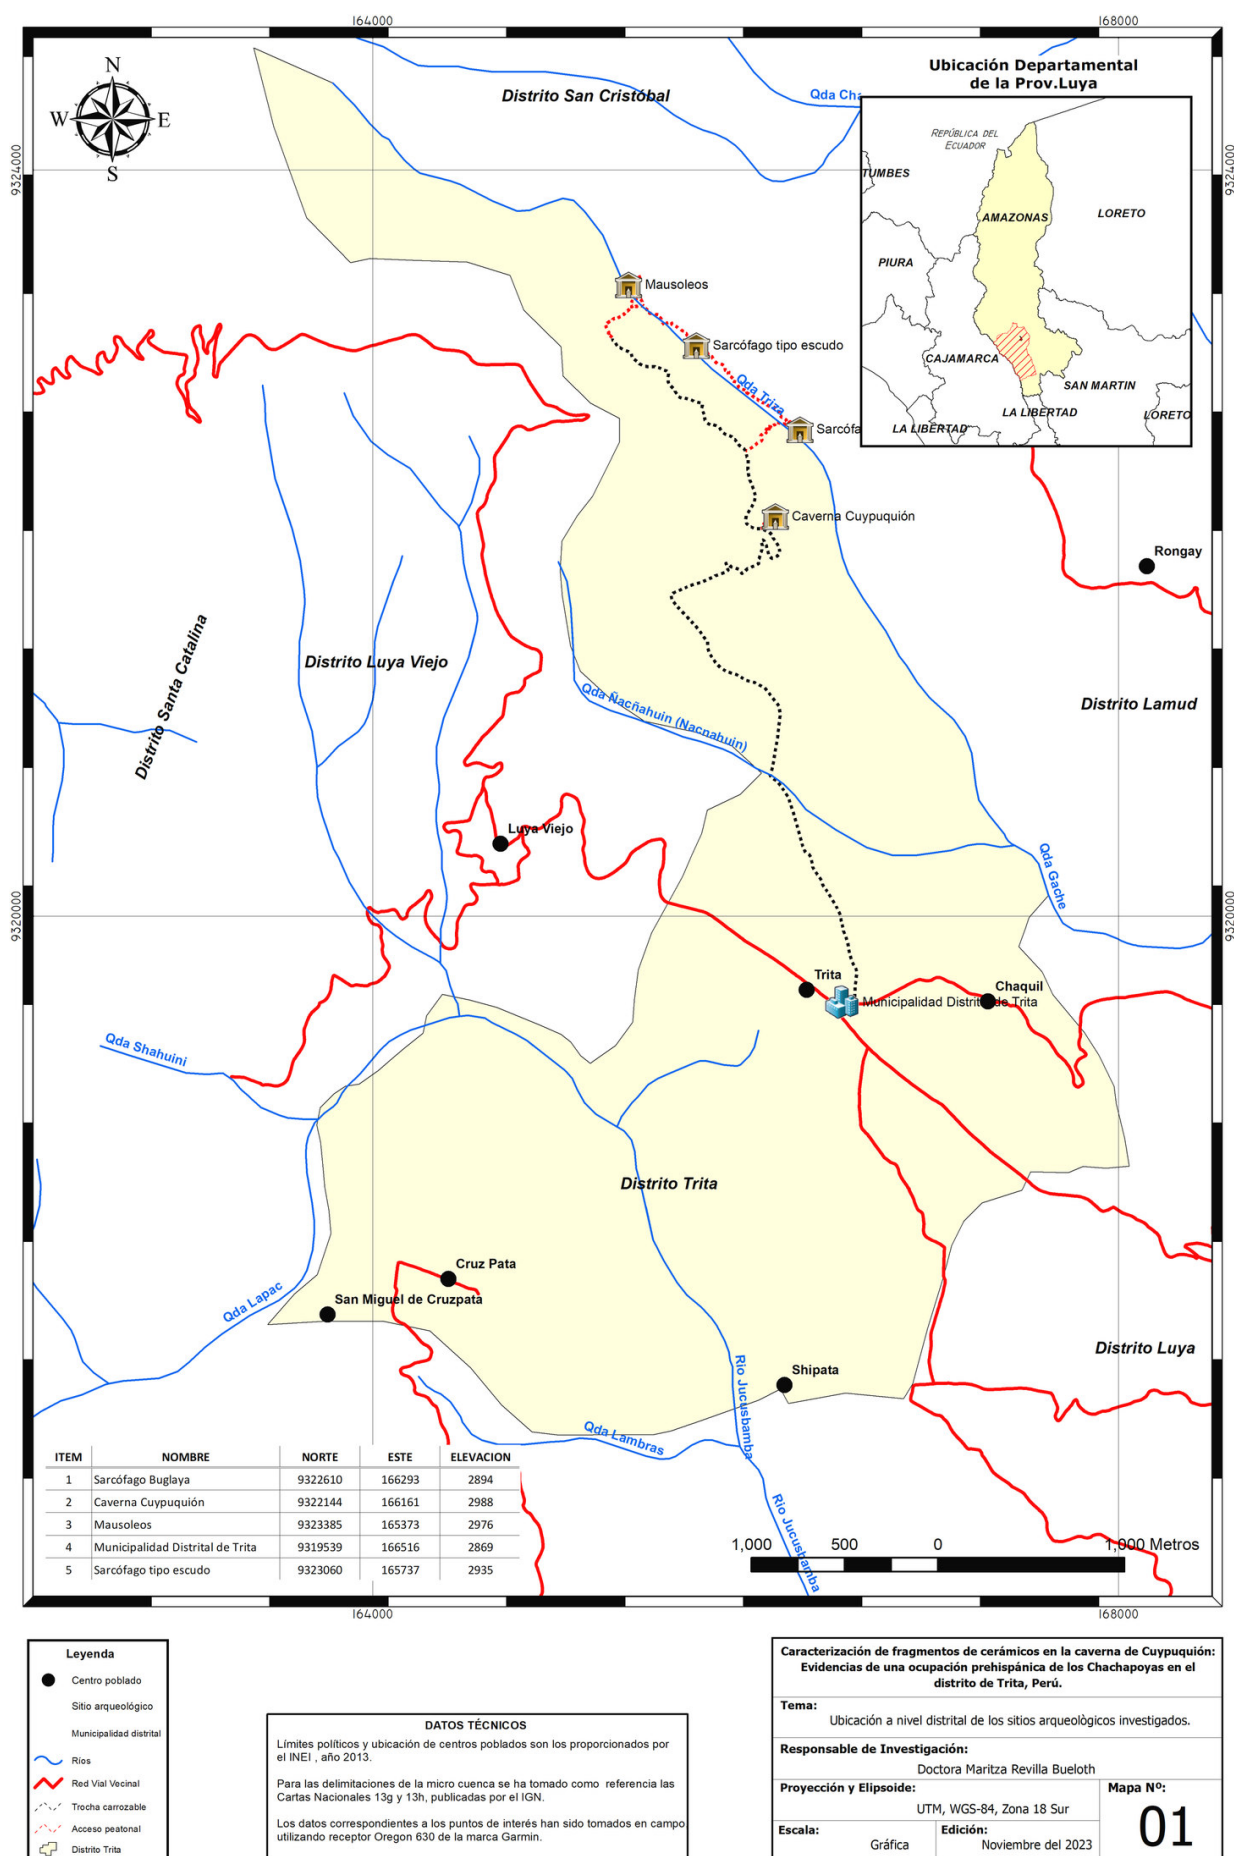 164000
168000
N
W
E
S
Distrito San Cristóbal
Qda Cha
Ubicación Departamental
de la Prov.Luya
REPÚBLICA DEL
ECUADOR
TUMBES
AMAZONAS
LORETO
PIURA
CAJAMARCA
SAN MARTIN
LA LIBERTAD
LA LIBERTAD
LORETO
9324000
9324000
Mausoleos
Sarcófago tipo escudo
Qda Triza
Sarcófa
Caverna Cuypuquión
Rongay
Distrito Santa Catalina
Distrito Luya Viejo
Qda Ñacñahuin (Nacnahuin)
Distrito Lamud
Luya Viejo
Qda Gache
9320000
9320000
Trita
Municipalidad Distrital de Trita
Chaquil
Qda Shahuini
Distrito Trita
Cruz Pata
San Miguel de Cruzpata
Qda Lapac
Shipata
Distrito Luya
Rio Jucusbamba
Qda Lambras
Rio Jucusbamba
ITEM NOMBRE NORTE ESTE ELEVACION
1 Sarcófago Buglaya 9322610 166293 2894
2 Caverna Cuypuquión 9322144 166161 2988
3 Mausoleos 9323385 165373 2976
4 Municipalidad Distrital de Trita 9319539 166516 2869
5 Sarcófago tipo escudo 9323060 165737 2935
1,000 500 0 1,000 Metros
164000
168000
Leyenda
Centro poblado
Sitio arqueológico
Municipalidad distrital
Ríos
Red Vial Vecinal
Trocha carrozable
Acceso peatonal
Distrito Trita
DATOS TÉCNICOS
Límites políticos y ubicación de centros poblados son los proporcionados por
el INEI , año 2013.
Para las delimitaciones de la micro cuenca se ha tomado como referencia las
Cartas Nacionales 13g y 13h, publicadas por el IGN.
Los datos correspondientes a los puntos de interés han sido tomados en campo
utilizando receptor Oregon 630 de la marca Garmin.
Caracterización de fragmentos de cerámicos en la caverna de Cuypuquión:
Evidencias de una ocupación prehispánica de los Chachapoyas en el
distrito de Trita, Perú.
Tema:
Ubicación a nivel distrital de los sitios arqueològicos investigados.
Responsable de Investigación:
Doctora Maritza Revilla Bueloth
Proyección y Elipsoide:
UTM, WGS-84, Zona 18 Sur
Mapa Nº:
01
Escala:
Gráfica
Edición:
Noviembre del 2023